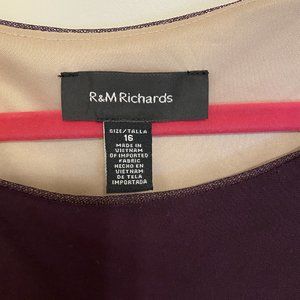 R&M Richards
SIZE/TALLA
16
MADE IN
VIETNAM
OF IMPORTED
FABRIC
HECHO EN
VIETNAM
DE TELA
IMPORTADA